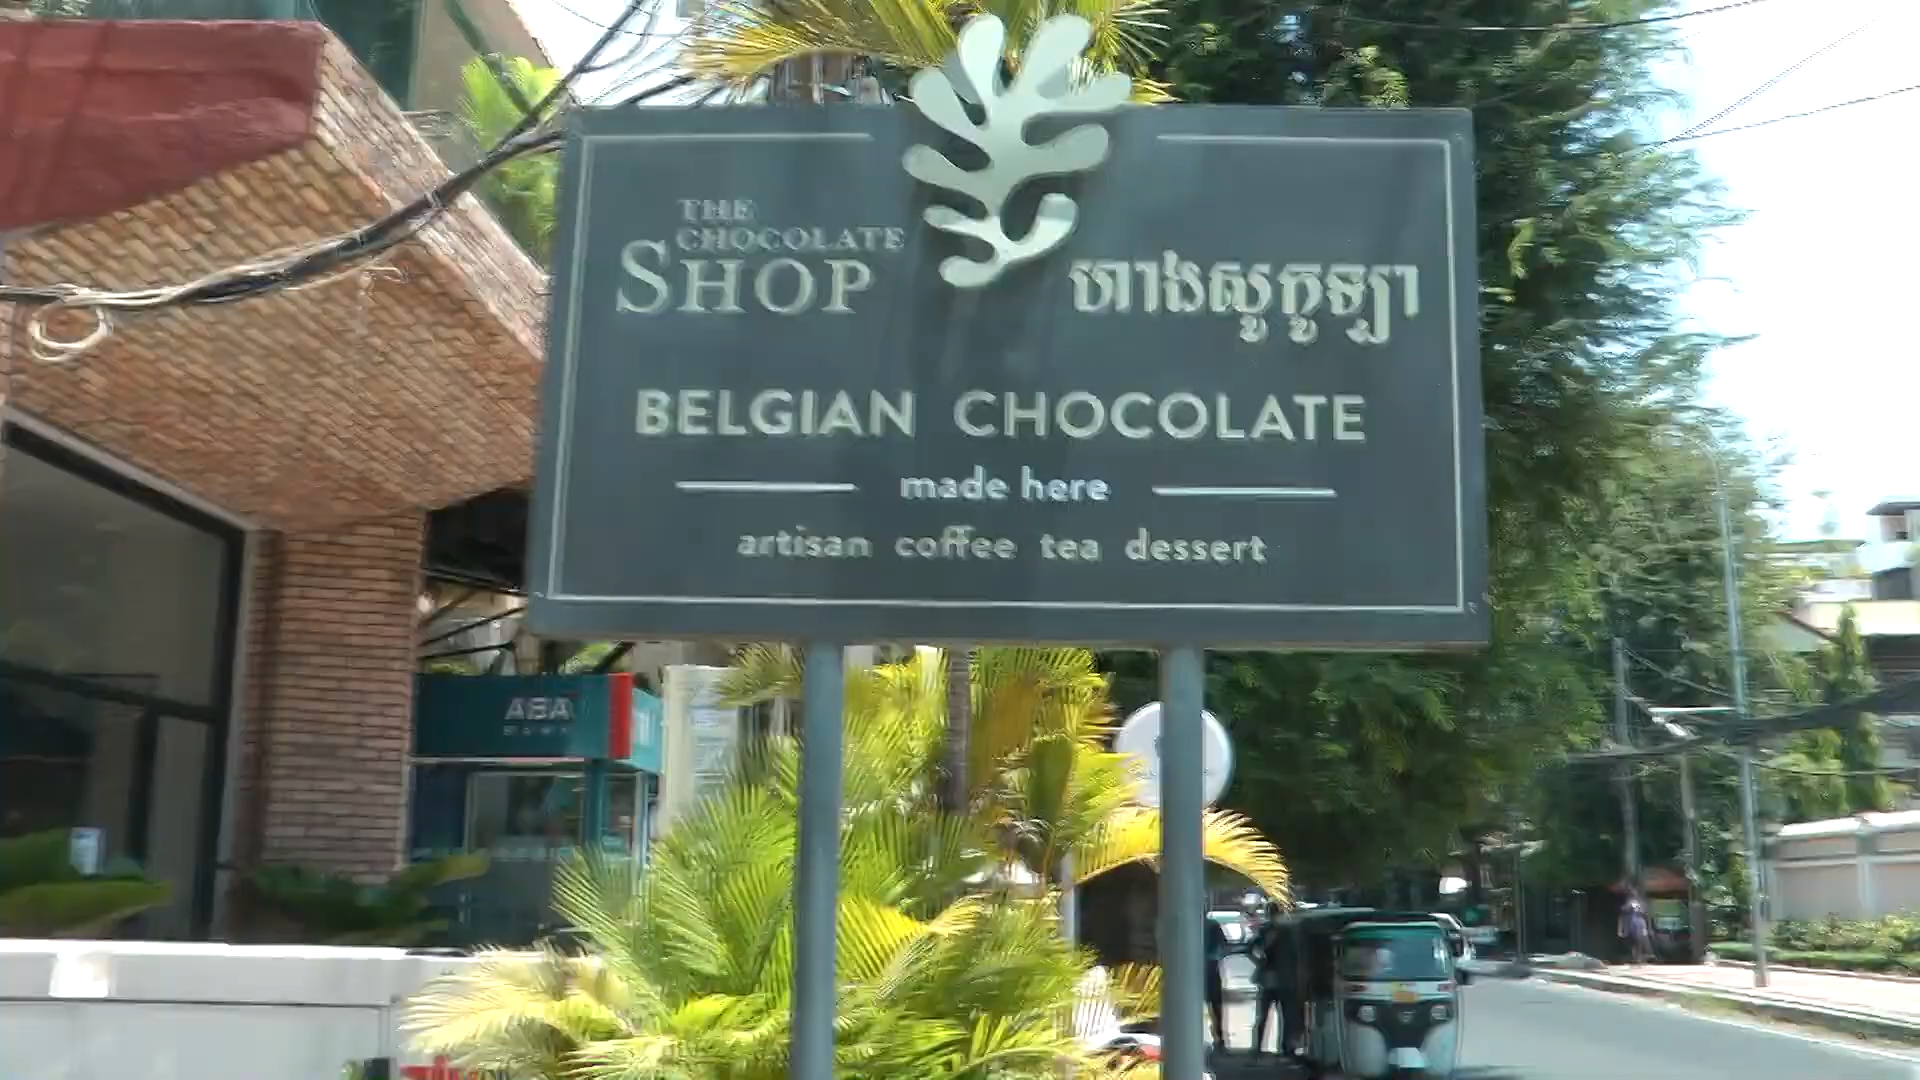 THE
CHOCOLATE
SHOP
ហាងសូកូឡា
BELGIAN CHOCOLATE
made here
artisan coffee tea dessert
ABA